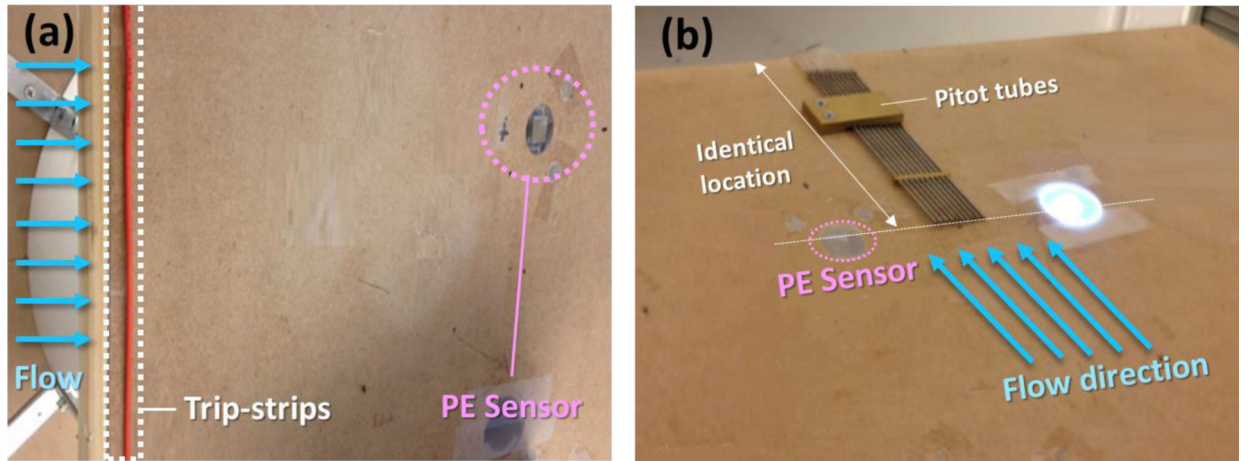 (a)
Flow
Trip-strips
PE Sensor
(b)
Pitot tubes
Identical
location
PE Sensor
Flow direction